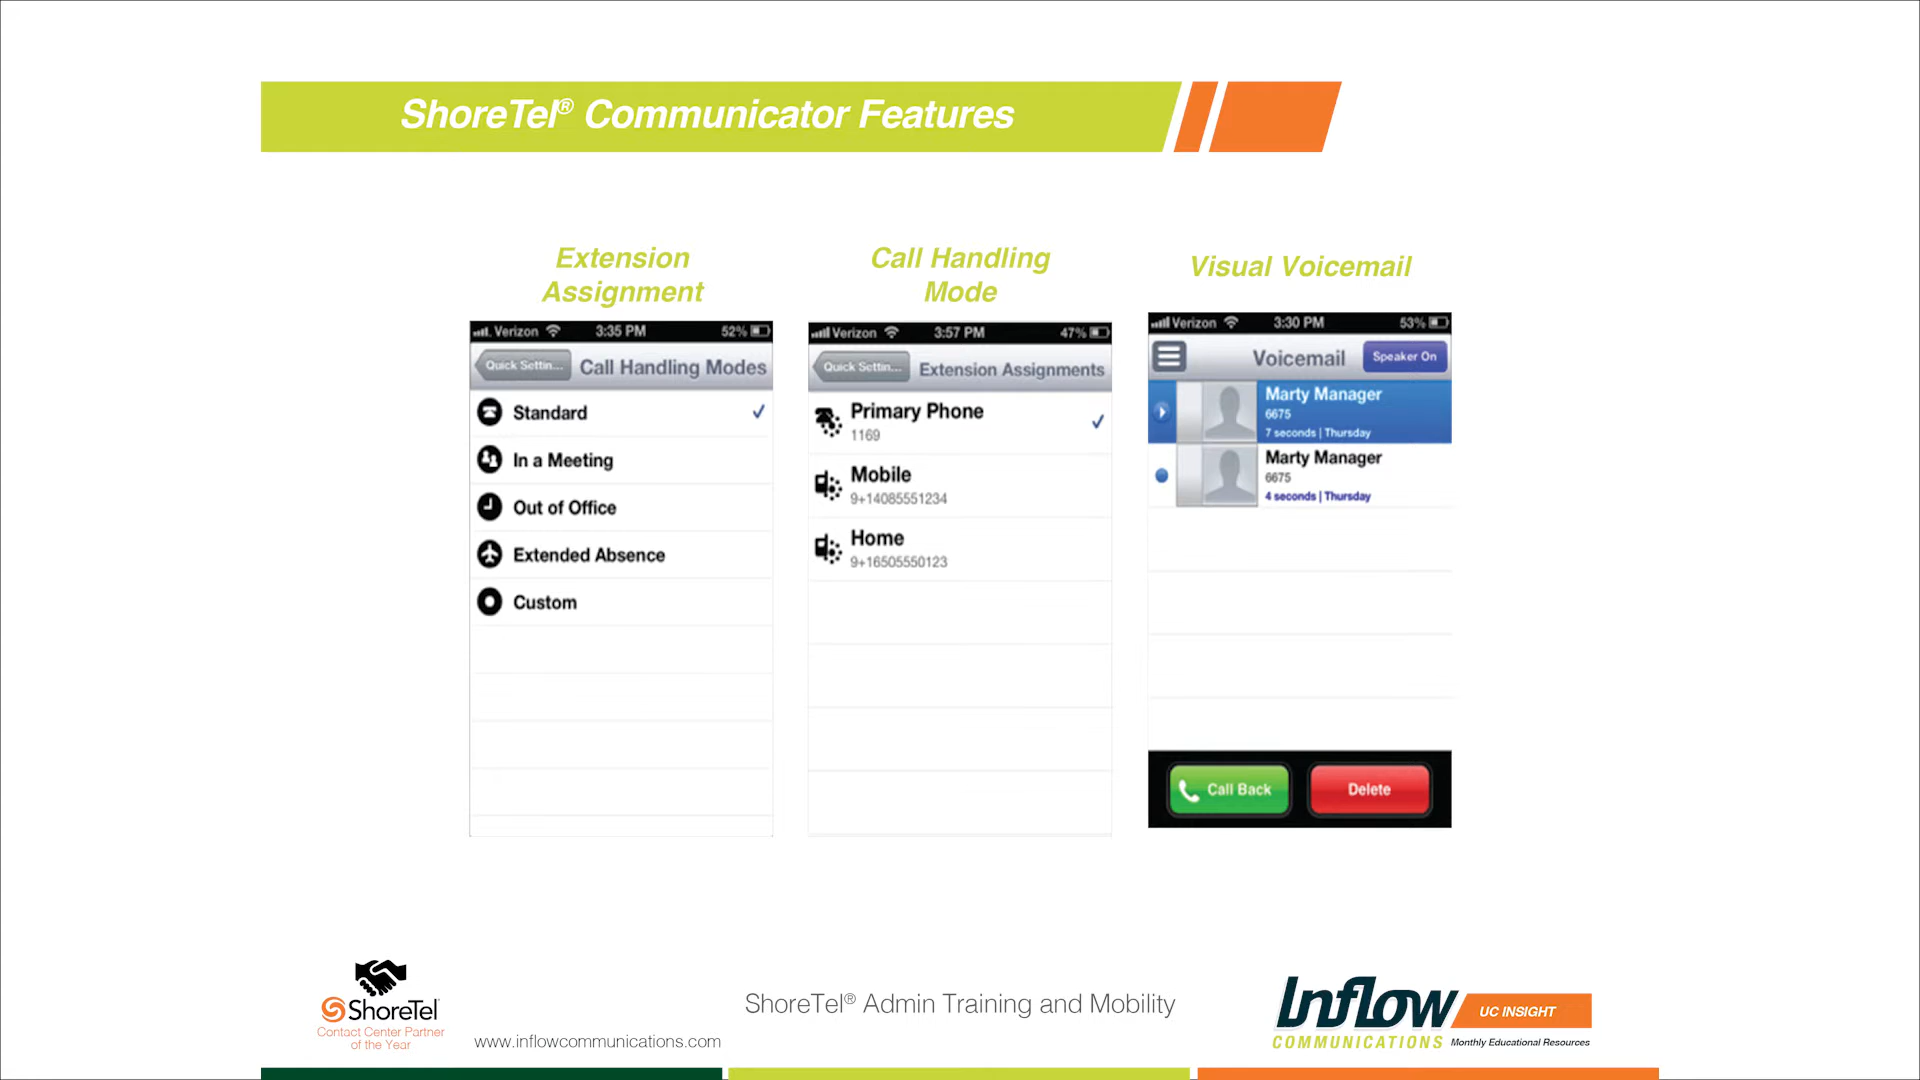 ShoreTel® Communicator Features
Extension
Assignment
Call Handling
Mode
Visual Voicemail
Verizon 3:35 PM 52%
Quick Settin... Call Handling Modes
Standard
In a Meeting
Out of Office
Extended Absence
Custom
Verizon 3:57 PM 47%
Quick Settin... Extension Assignments
Primary Phone
1169
Mobile
9+14085551234
Home
9+16505550123
Verizon 3:30 PM 53%
Voicemail Speaker On
Marty Manager
6675
7 seconds | Thursday
Marty Manager
6675
4 seconds | Thursday
Call Back Delete
ShoreTel
Contact Center Partner
of the Year
www.inflowcommunications.com
ShoreTel® Admin Training and Mobility
Inflow
COMMUNICATIONS
UC INSIGHT
Monthly Educational Resources